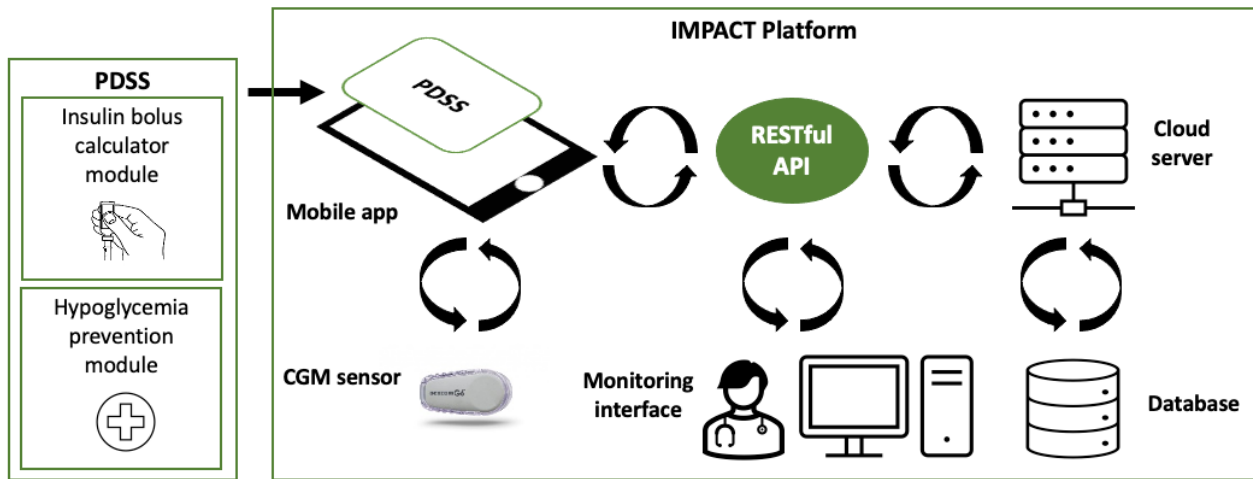 IMPACT Platform
PDSS
Insulin bolus
calculator
module
Hypoglycemia
prevention
module
PDSS
Mobile app
RESTful
API
Cloud
server
CGM sensor
Monitoring
interface
Database